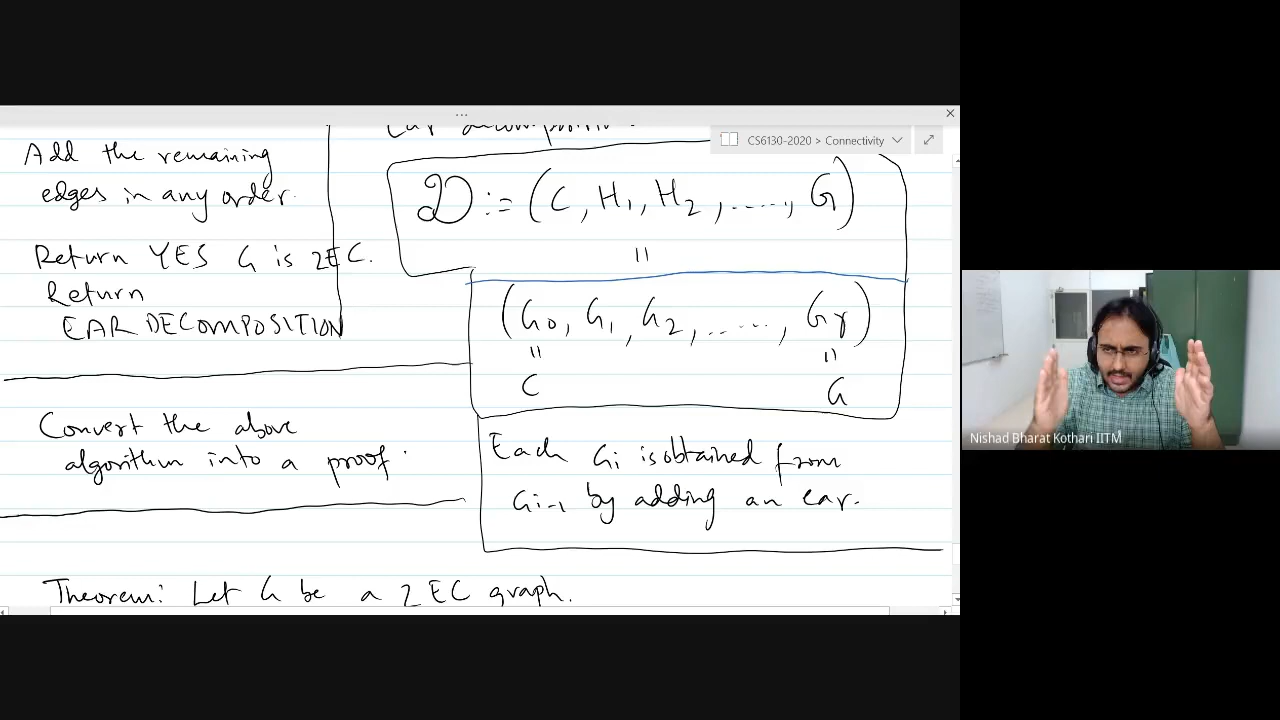 Add the remaining
edges in any order.
Return YES G is 2EC.
Return
EAR DECOMPOSITION
Convert the above
algorithm into a proof.
Ear decomposition:
CS6130-2020 > Connectivity
D := (C, H1, H2, ....., G)
=
(G0, G1, G2, ......, Gr)
= =
C G
Each Gi is obtained from
Gi-1 by adding an ear.
Theorem: Let G be a 2EC graph.
Nishad Bharat Kothari IITM